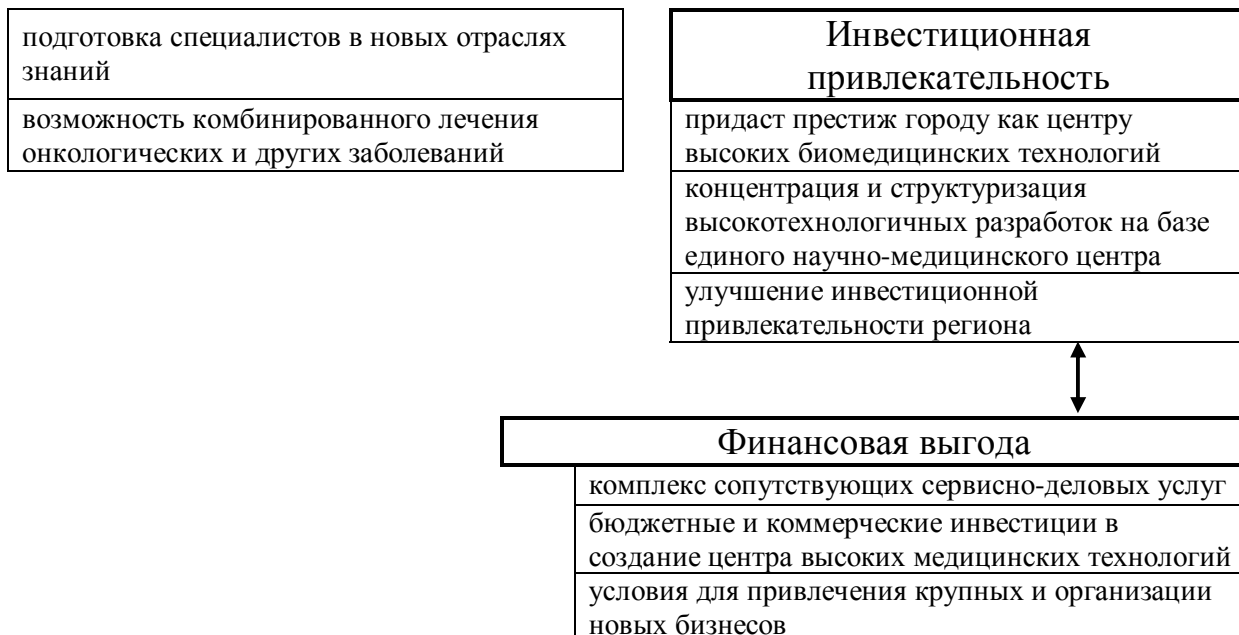 подготовка специалистов в новых отраслях
знаний
возможность комбинированного лечения
онкологических и других заболеваний
Инвестиционная
привлекательность
придаст престиж городу как центру
высоких биомедицинских технологий
концентрация и структуризация
высокотехнологичных разработок на базе
единого научно-медицинского центра
улучшение инвестиционной
привлекательности региона
Финансовая выгода
комплекс сопутствующих сервисно-деловых услуг
бюджетные и коммерческие инвестиции в
создание центра высоких медицинских технологий
условия для привлечения крупных и организации
новых бизнесов